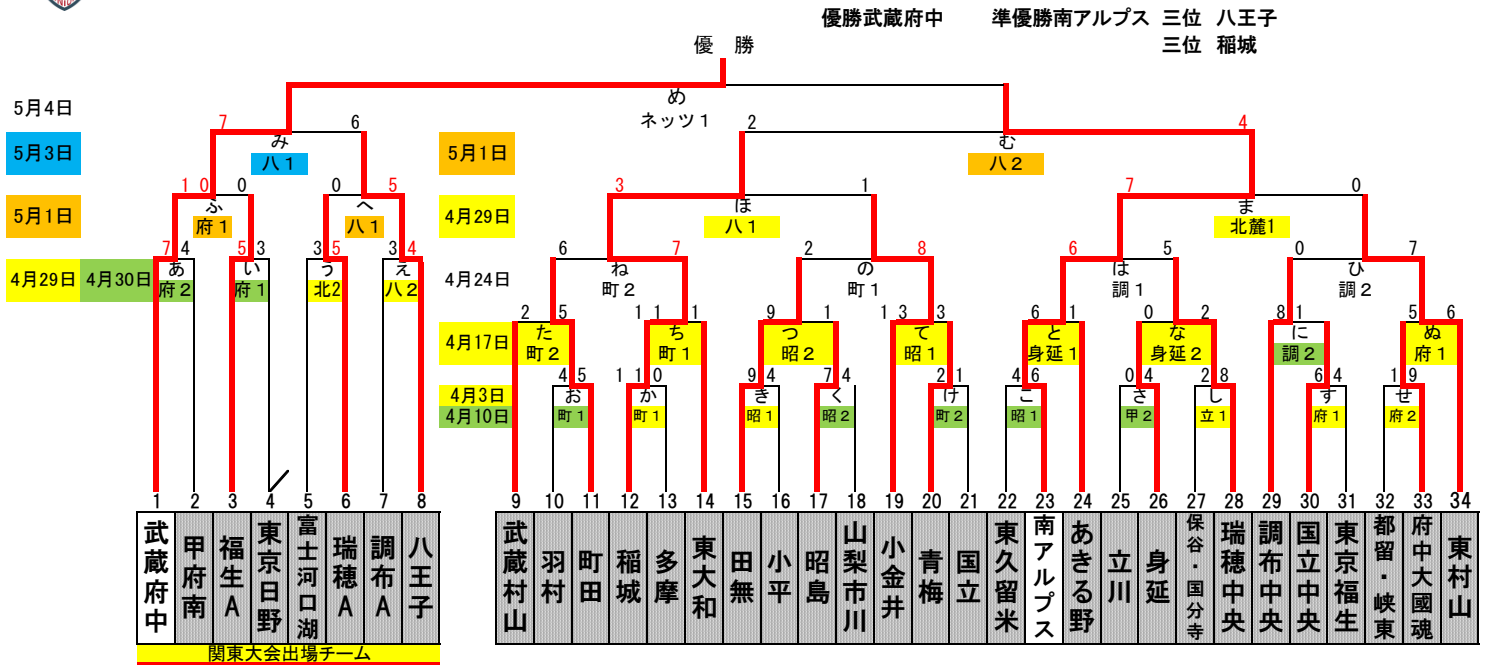 優勝武蔵府中 準優勝南アルプス 三位 八王子
三位 稲城
優 勝
め
ネッツ1
5月4日
7 6 2 4
み む
5月3日 八1 5月1日 八2
1 0 0 0 5 3 1 7 0
ふ へ ほ ま
5月1日 府1 八1 4月29日 八1 北麓1
7 4 5 3 3 5 3 4 6 7 2 8 6 5 0 7
あ い う え ね の は ひ
4月29日 4月30日 府2 府1 北2 八2 4月24日 町2 町1 調1 調2
2 5 1 1 1 9 1 1 3 3 6 1 0 2 8 1 5 6
た ち つ て と な に ぬ
4月17日 町2 町1 昭2 昭1 身延1 身延2 調2 府1
4 5 1 1 0 9 4 7 4 2 1 4 6 0 4 2 8 6 4 1 9
4月3日 お か き く け こ さ し す せ
4月10日 町1 町1 昭1 昭2 町2 昭1 甲2 立1 府1 府2
1 2 3 4 5 6 7 8 9 10 11 12 13 14 15 16 17 18 19 20 21 22 23 24 25 26 27 28 29 30 31 32 33 34
武蔵府中
甲府南
福生A
東京日野
富士河口湖
瑞穂A
調布A
八王子
武蔵村山
羽村
町田
稲城
多摩
東大和
田無
小平
昭島
山梨市川
小金井
青梅
国立
東久留米
南アルプス
あきる野
立川
身延
保谷・国分寺
瑞穂中央
調布中央
国立中央
東京福生
都留・峡東
府中大國魂
東村山
関東大会出場チーム